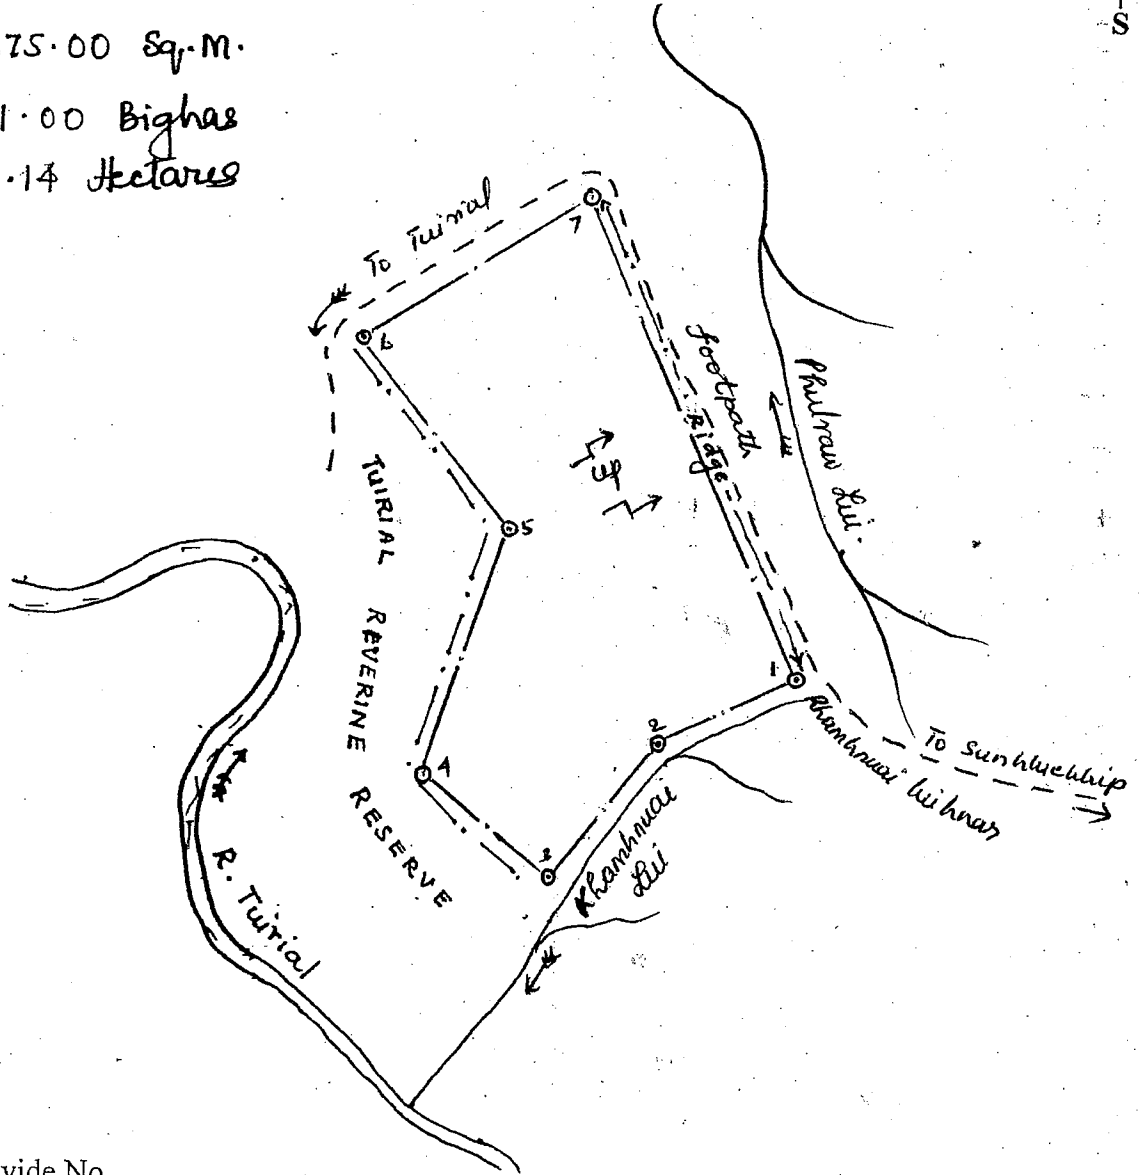 S
75.00 Sq.M.
1.00 Bighas
.14 Hectares
To Tuirial
7
6
footpath
Ridge
Phulraw Lui.
TUIRIAL REVERINE RESERVE
5
1
2
4
3
Khamhnuai Lui
To Sunhluchhip
R. Tuirial
vide No